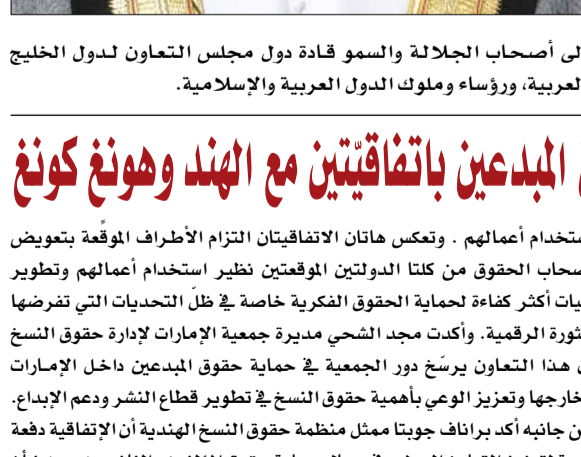 لى أصحاب الجلالة والسمو قادة دول مجلس التعاون لدول الخليج
لعربية، ورؤساء وملوك الدول العربية والإسلامية.
المبدعين باتفاقيّتين مع الهند وهونغ كونغ
ستخدام أعمالهم . وتعكس هاتان الاتفاقيتان التزام الأطراف الموقّعة بتعويض
صحاب الحقوق من كلتا الدولتين الموقعتين نظير استخدام أعمالهم وتطوير
يات أكثر كفاءة لحماية الحقوق الفكرية خاصة في ظلّ التحديات التي تفرضها
ثورة الرقمية. وأكدت مجد الشحي مديرة جمعية الإمارات لإدارة حقوق النسخ
ن هذا التعاون يرسّخ دور الجمعية في حماية حقوق المبدعين داخل الإمارات
خارجها وتعزيز الوعي بأهمية حقوق النسخ في تطوير قطاع النشر ودعم الإبداع.
ن جانبه أكد براناف جوبتا ممثل منظمة حقوق النسخ الهندية أن الإتفاقية دفعة